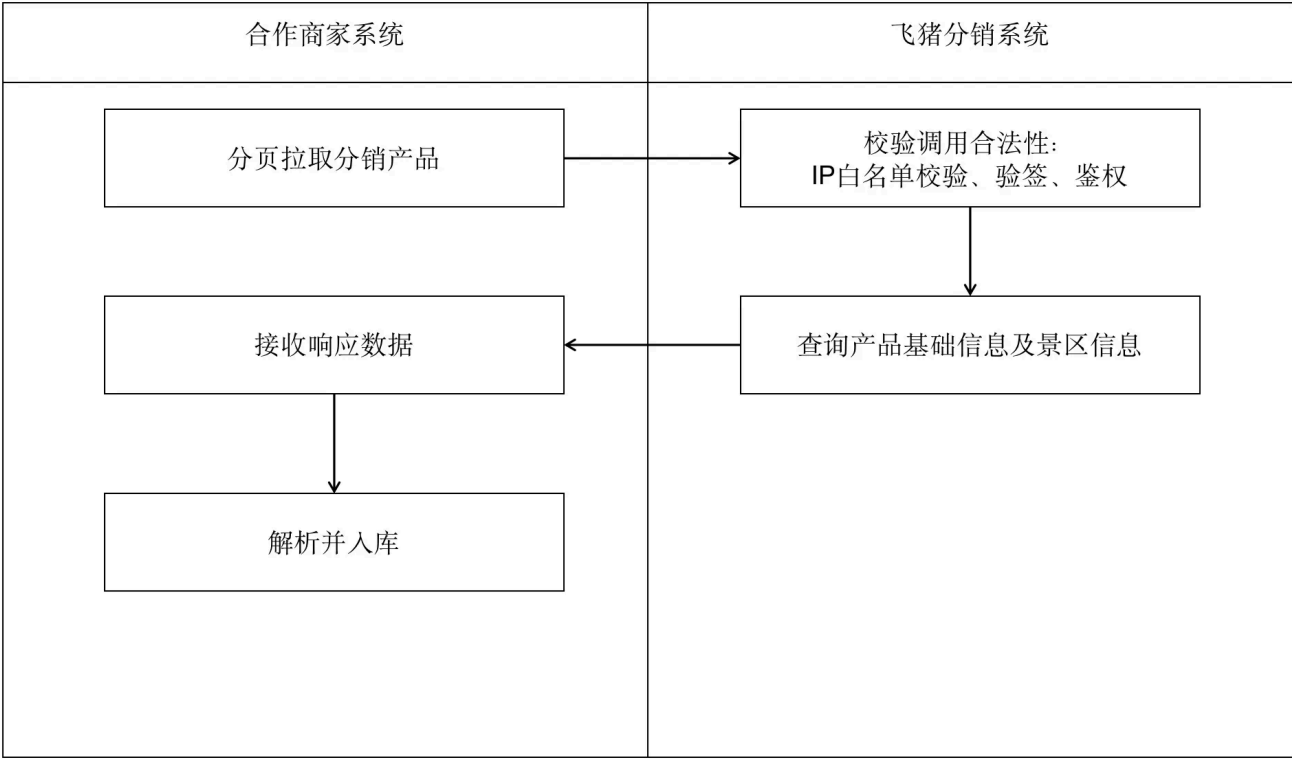 合作商家系统
飞猪分销系统
分页拉取分销产品
校验调用合法性:
IP白名单校验、验签、鉴权
接收响应数据
查询产品基础信息及景区信息
解析并入库